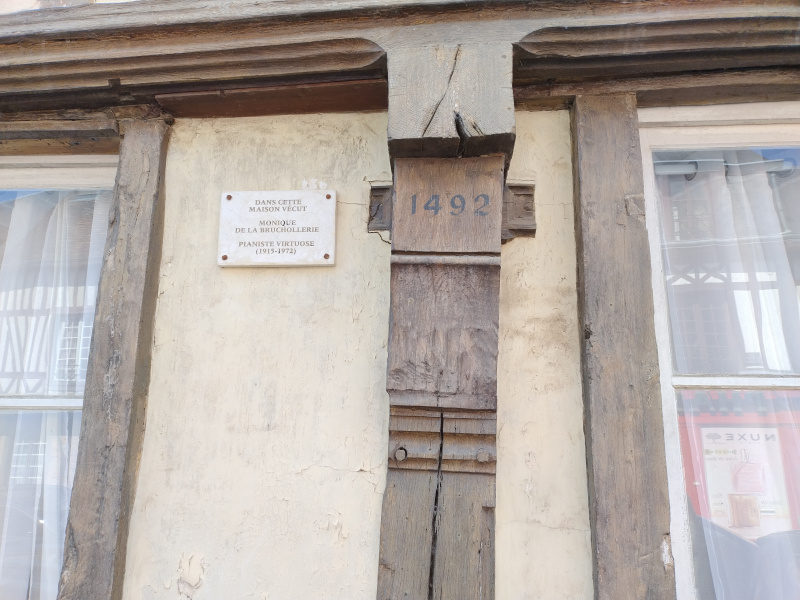 DANS CETTE
MAISON VÉCUT
MONIQUE
DE LA BRUCHOLLERIE
PIANISTE VIRTUOSE
(1915-1972)
1492
NUXE